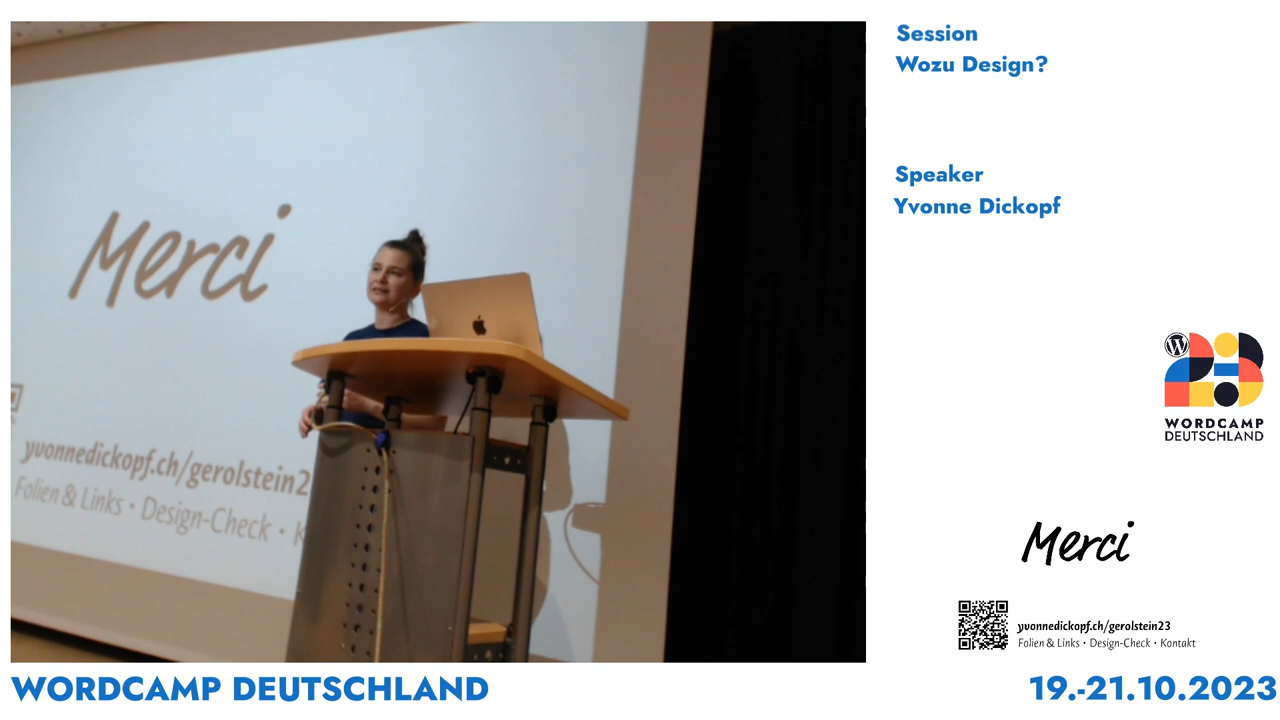 Merci
yvonnedickopf.ch/gerolstein2
Folien & Links • Design-Check • K
Session
Wozu Design?
Speaker
Yvonne Dickopf
WORDCAMP
DEUTSCHLAND
Merci
yvonnedickopf.ch/gerolstein23
Folien & Links • Design-Check • Kontakt
WORDCAMP DEUTSCHLAND
19.-21.10.2023